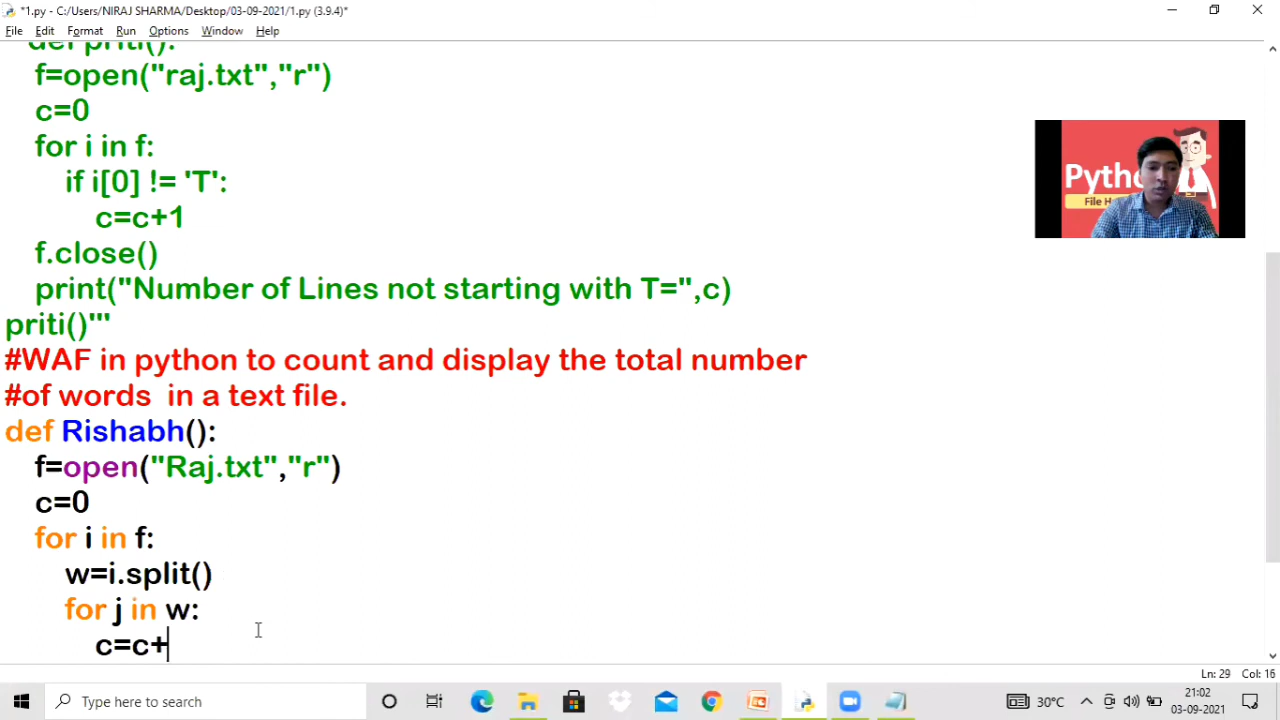 *1.py - C:/Users/NIRAJ SHARMA/Desktop/03-09-2021/1.py (3.9.4)*
File Edit Format Run Options Window Help
def priti():
f=open("raj.txt","r")
c=0
for i in f:
if i[0] != 'T':
c=c+1
f.close()
print("Number of Lines not starting with T=",c)
priti()'''
#WAF in python to count and display the total number
#of words  in a text file.
def Rishabh():
f=open("Raj.txt","r")
c=0
for i in f:
w=i.split()
for j in w:
c=c+
Ln: 29 Col: 16
Type here to search
30°C
21:02
03-09-2021